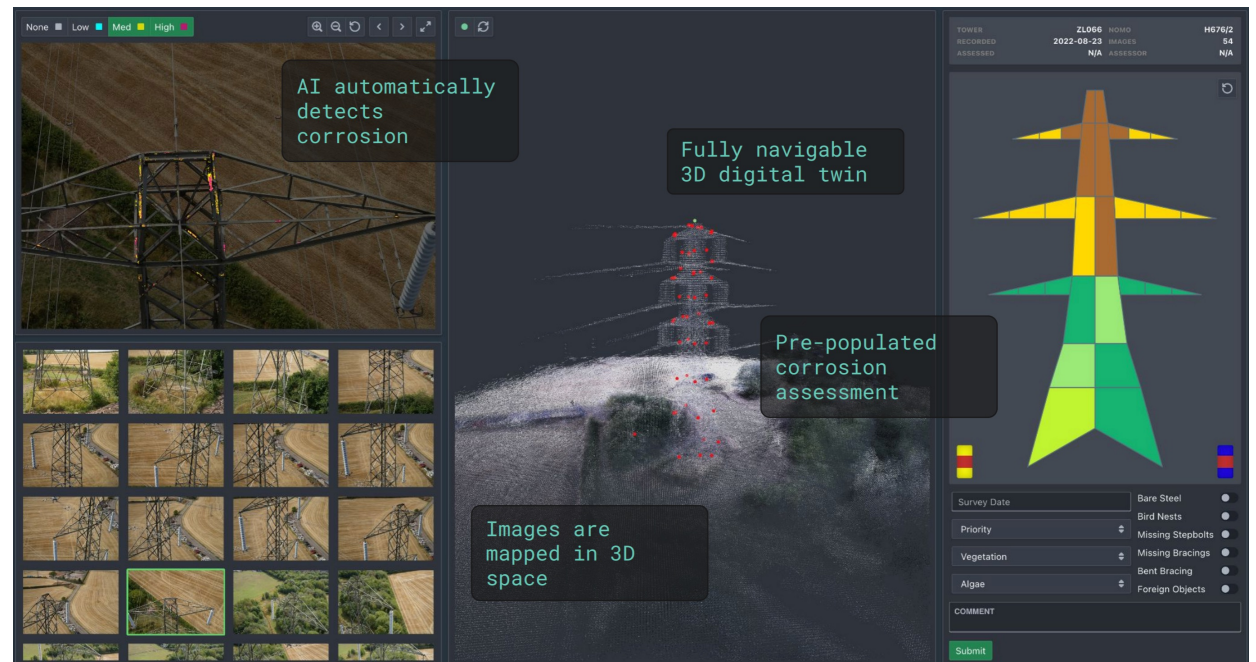 None Low Med High
AI automatically
detects
corrosion
Fully navigable
3D digital twin
Pre-populated
corrosion
assessment
Images are
mapped in 3D
space
TOWER ZL066 HOMO H676/2
RECORDED 2022-08-23 IMAGES 54
ASSESSED N/A ASSESSOR N/A
Survey Date
Priority
Vegetation
Algae
Bare Steel
Bird Nests
Missing Stepbolts
Missing Bracings
Bent Bracing
Foreign Objects
COMMENT
Submit